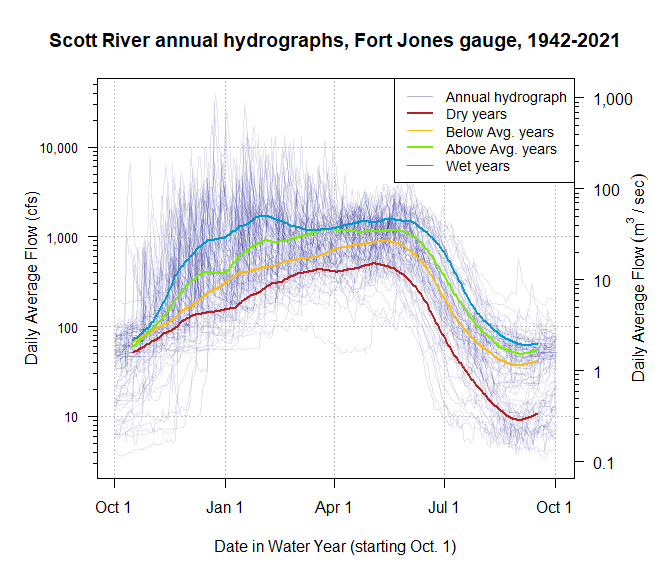 Scott River annual hydrographs, Fort Jones gauge, 1942-2021
Annual hydrograph
Dry years
Below Avg. years
Above Avg. years
Wet years
Daily Average Flow (cfs)
10,000
1,000
100
10
1,000
100
10
1
0.1
Daily Average Flow (m³ / sec)
Oct 1 Jan 1 Apr 1 Jul 1 Oct 1
Date in Water Year (starting Oct. 1)